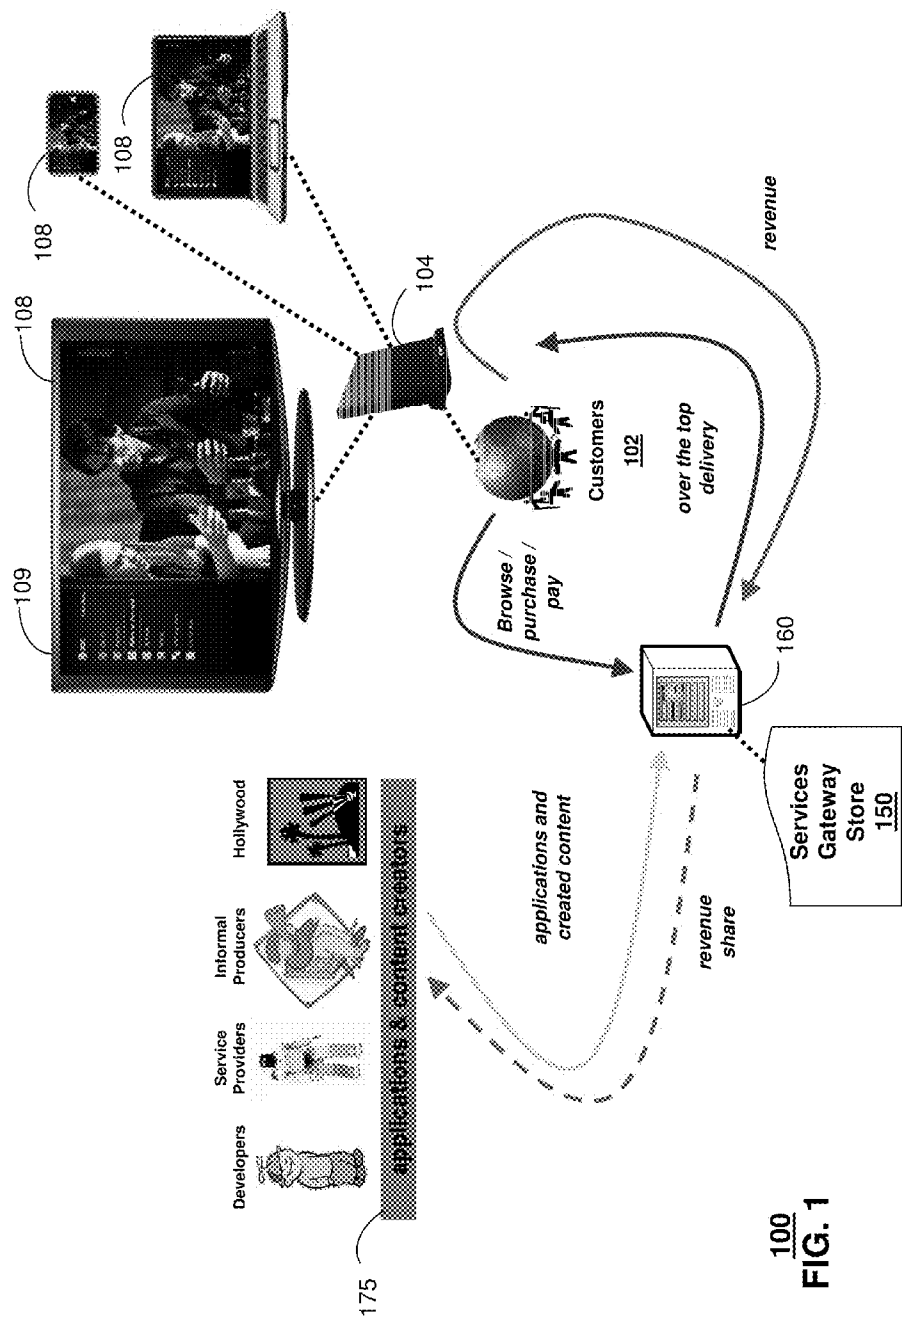 Developers
Service
Providers
Informal
Producers
Hollywood
175
applications & content creators
109
108
108
108
104
Customers
102
Browse /
purchase /
pay
over the top
delivery
revenue
applications and
created content
revenue
share
160
Services
Gateway
Store
150
100
FIG. 1